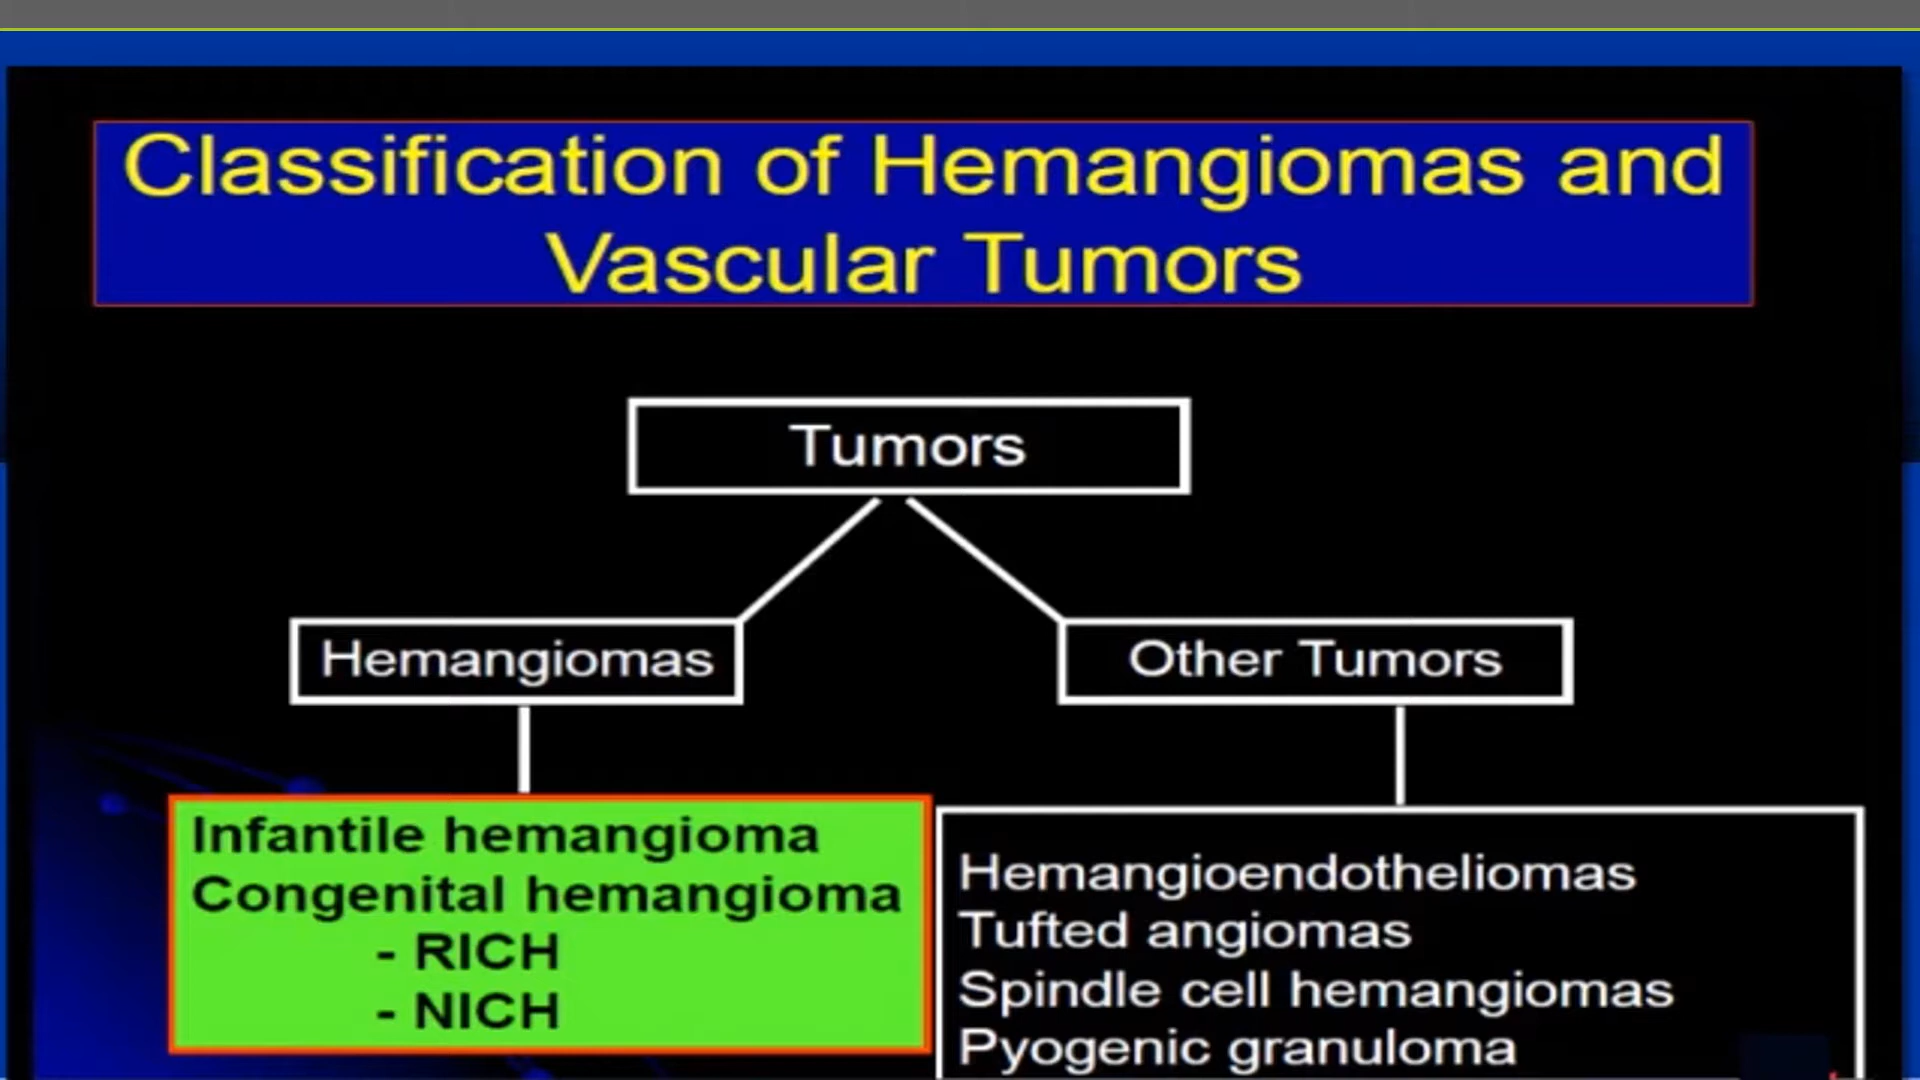 Classification of Hemangiomas and
Vascular Tumors
Tumors
Hemangiomas
Other Tumors
Infantile hemangioma
Congenital hemangioma
- RICH
- NICH
Hemangioendotheliomas
Tufted angiomas
Spindle cell hemangiomas
Pyogenic granuloma